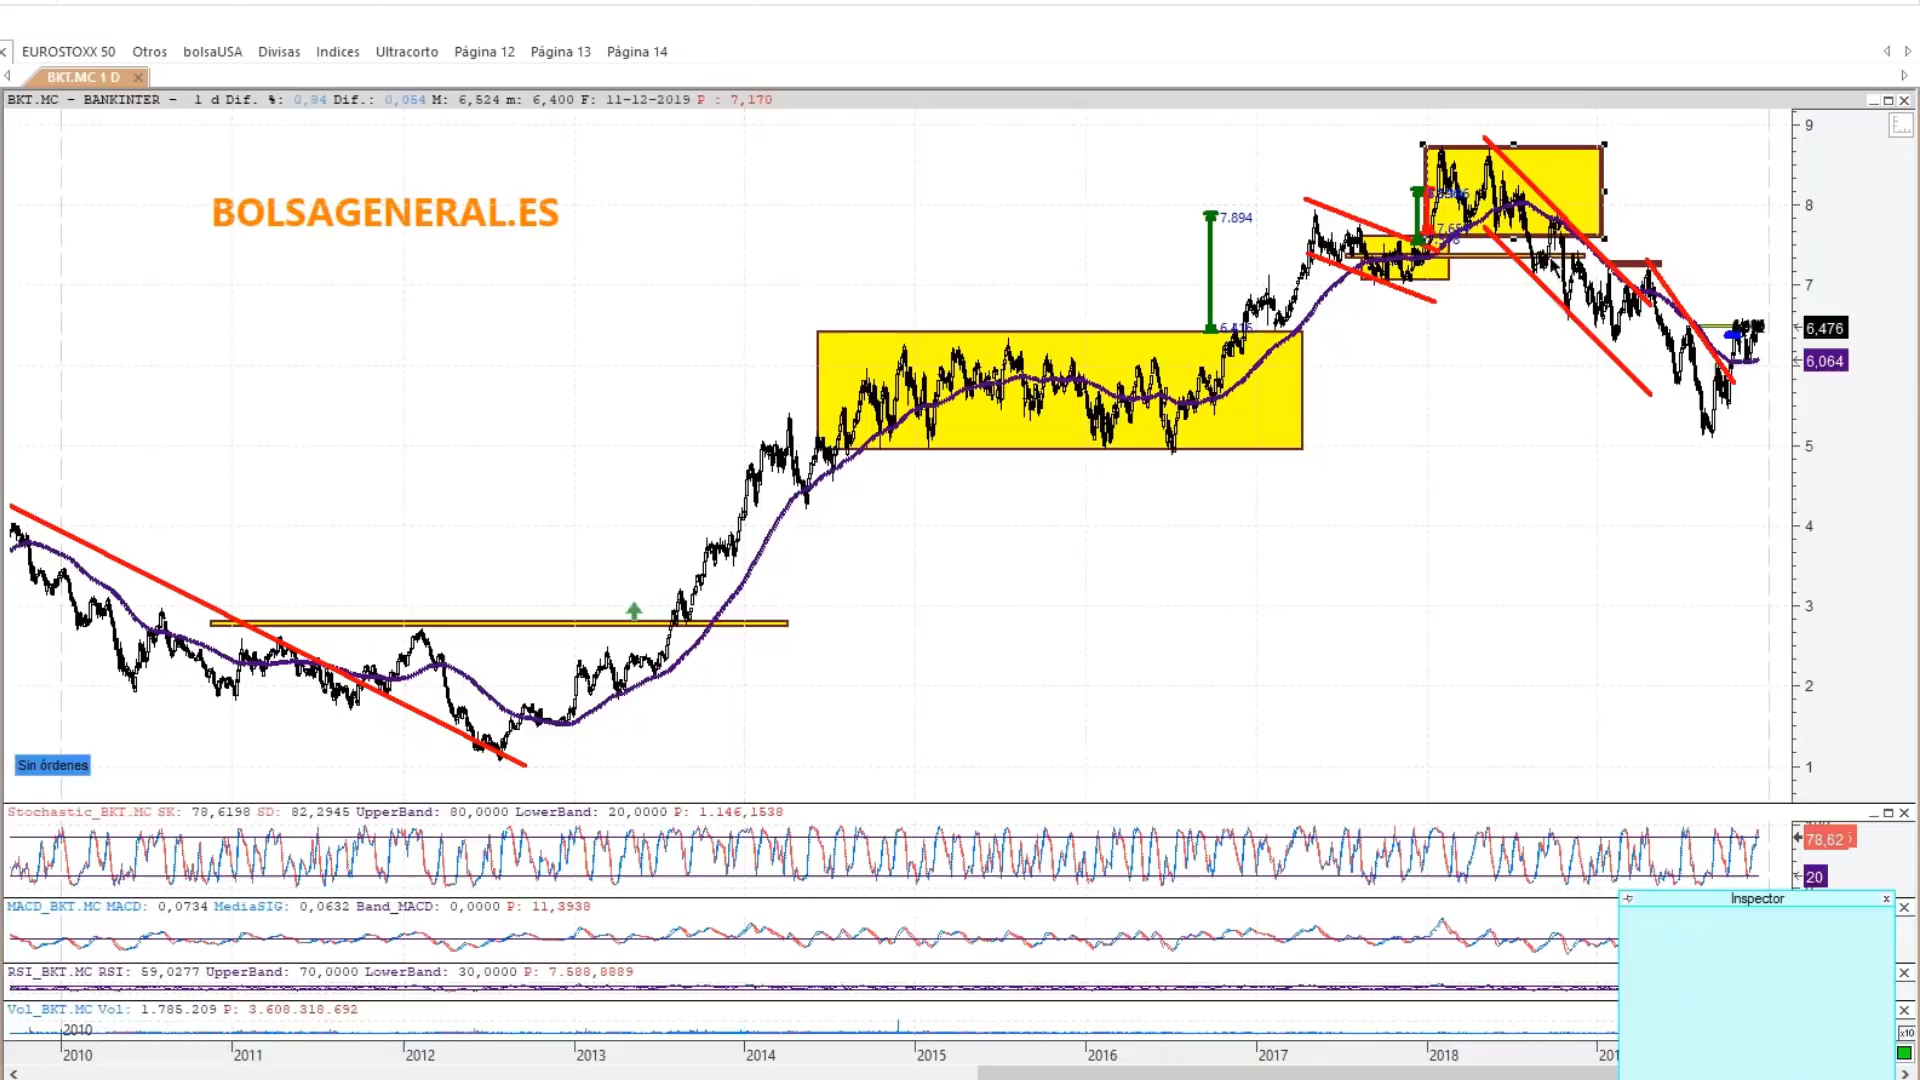 EUROSTOXX 50 Otros bolsaUSA Divisas Indices Ultracorto Página 12 Página 13 Página 14
BKT.MC 1 D
BKT.MC - BANKINTER - 1 d Dif. %: 0,84 Dif.: 0,054 M: 6,524 m: 6,400 F: 11-12-2019 P : 7,170
BOLSAGENERAL.ES
7.894
6.416
9
8
7
6,476
6,064
5
4
3
2
1
Sin órdenes
Stochastic_BKT.MC SK: 78,6198 SD: 82,2945 UpperBand: 80,0000 LowerBand: 20,0000 P: 1.146,1538
78,62
20
MACD_BKT.MC MACD: 0,0734 MediaSIG: 0,0632 Band_MACD: 0,0000 P: 11,3938
Inspector
RSI_BKT.MC RSI: 59,0277 UpperBand: 70,0000 LowerBand: 30,0000 P: 7.588,8889
Vol_BKT.MC Vol: 1.785.209 P: 3.608.318.692
2010
x10
2010 2011 2012 2013 2014 2015 2016 2017 2018